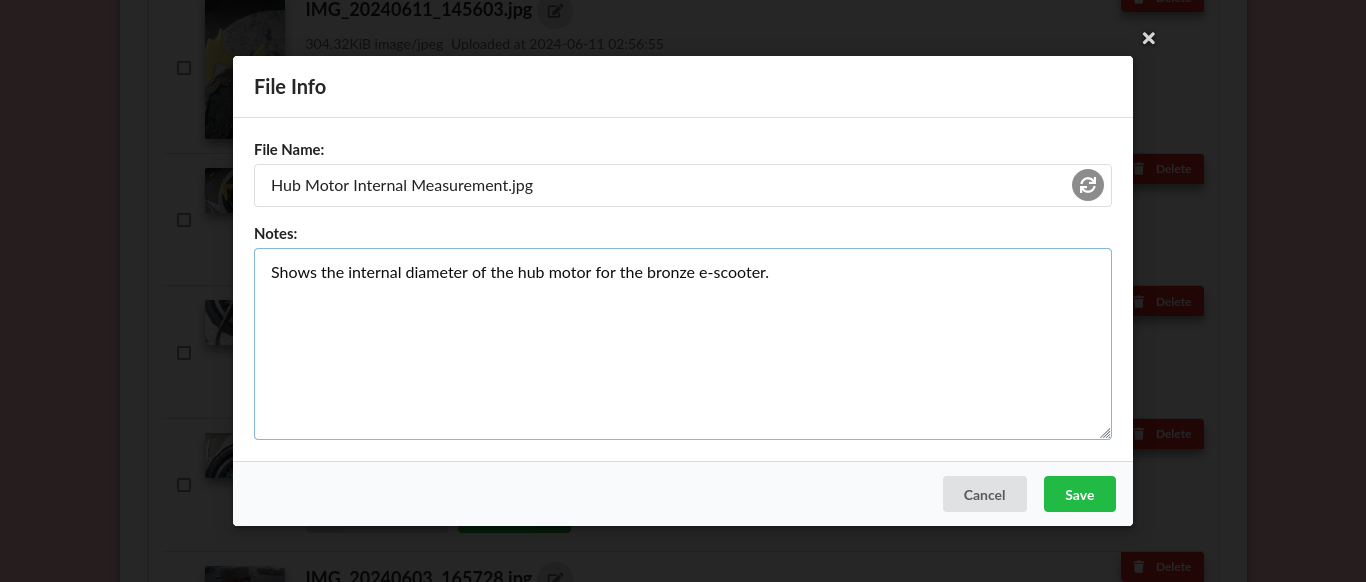 IMG_20240611_145603.jpg
Delete
304.32KiB image/jpeg Uploaded at 2024-06-11 02:56:55
File Info
File Name:
Hub Motor Internal Measurement.jpg
Delete
Notes:
Shows the internal diameter of the hub motor for the bronze e-scooter.
Delete
Delete
Cancel
Save
IMG_20240603_165728.jpg
Delete